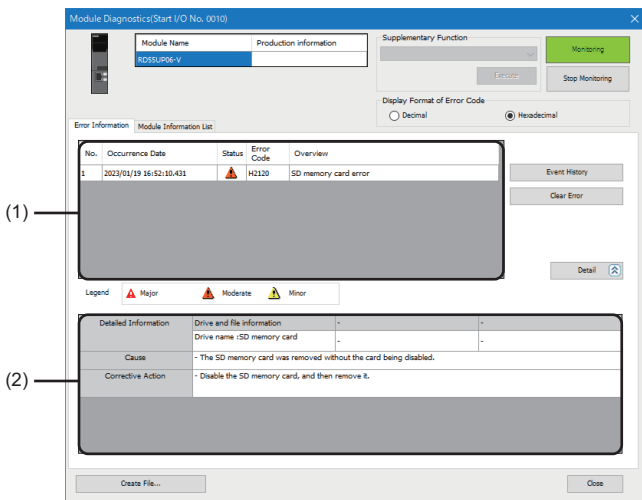 Module Diagnostics(Start I/O No. 0010)
Module Name
Production information
RD55UP06-V
Supplementary Function
Execute
Monitoring
Stop Monitoring
Display Format of Error Code
Decimal
Hexadecimal
Error Information
Module Information List
No. Occurrence Date Status Error Code Overview
1 2023/01/19 16:52:10.431 H2120 SD memory card error
Event History
Clear Error
(1)
Detail
Legend Major Moderate Minor
Detailed Information Drive and file information - -
Drive name :SD memory card - -
Cause - The SD memory card was removed without the card being disabled.
(2)
Corrective Action - Disable the SD memory card, and then remove it.
Create File...
Close